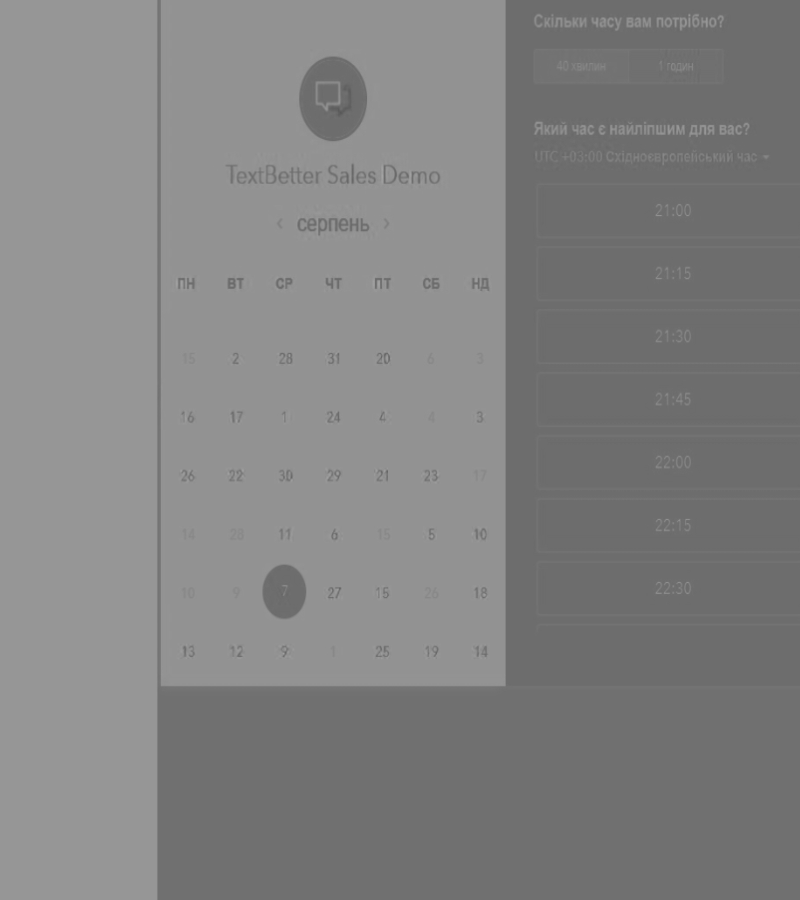 TextBetter Sales Demo
серпень
ПН ВТ СР ЧТ ПТ СБ НД
15 2 28 31 20 6 3
16 17 1 24 4 4 3
26 22 30 29 21 23 17
14 20 11 6 15 5 10
10 9 7 27 15 26 18
13 12 9 1 25 19 14
Скільки часу вам потрібно?
40 хвилин 1 годин
Який час є найліпшим для вас?
UTC +03:00 Східноєвропейський час
21:00
21:15
21:30
21:45
22:00
22:15
22:30